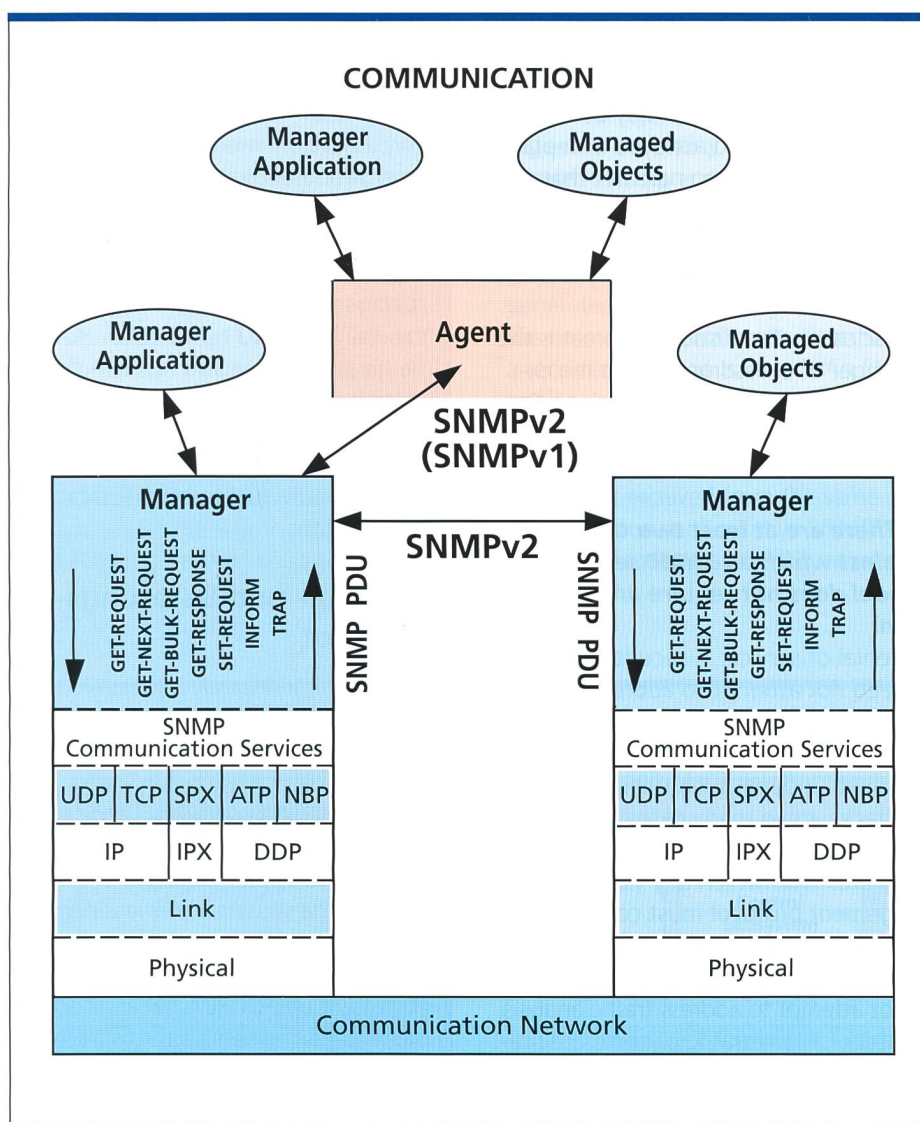 COMMUNICATION
Manager
Application
Managed
Objects
Agent
Manager
Application
Managed
Objects
SNMPv2
(SNMPv1)
Manager
GET-REQUEST
GET-NEXT-REQUEST
GET-BULK-REQUEST
GET-RESPONSE
SET-REQUEST
INFORM
TRAP
SNMP PDU
SNMPv2
SNMP PDU
Manager
GET-REQUEST
GET-NEXT-REQUEST
GET-BULK-REQUEST
GET-RESPONSE
SET-REQUEST
INFORM
TRAP
SNMP
Communication Services
UDP TCP SPX ATP NBP
IP IPX DDP
Link
Physical
SNMP
Communication Services
UDP TCP SPX ATP NBP
IP IPX DDP
Link
Physical
Communication Network